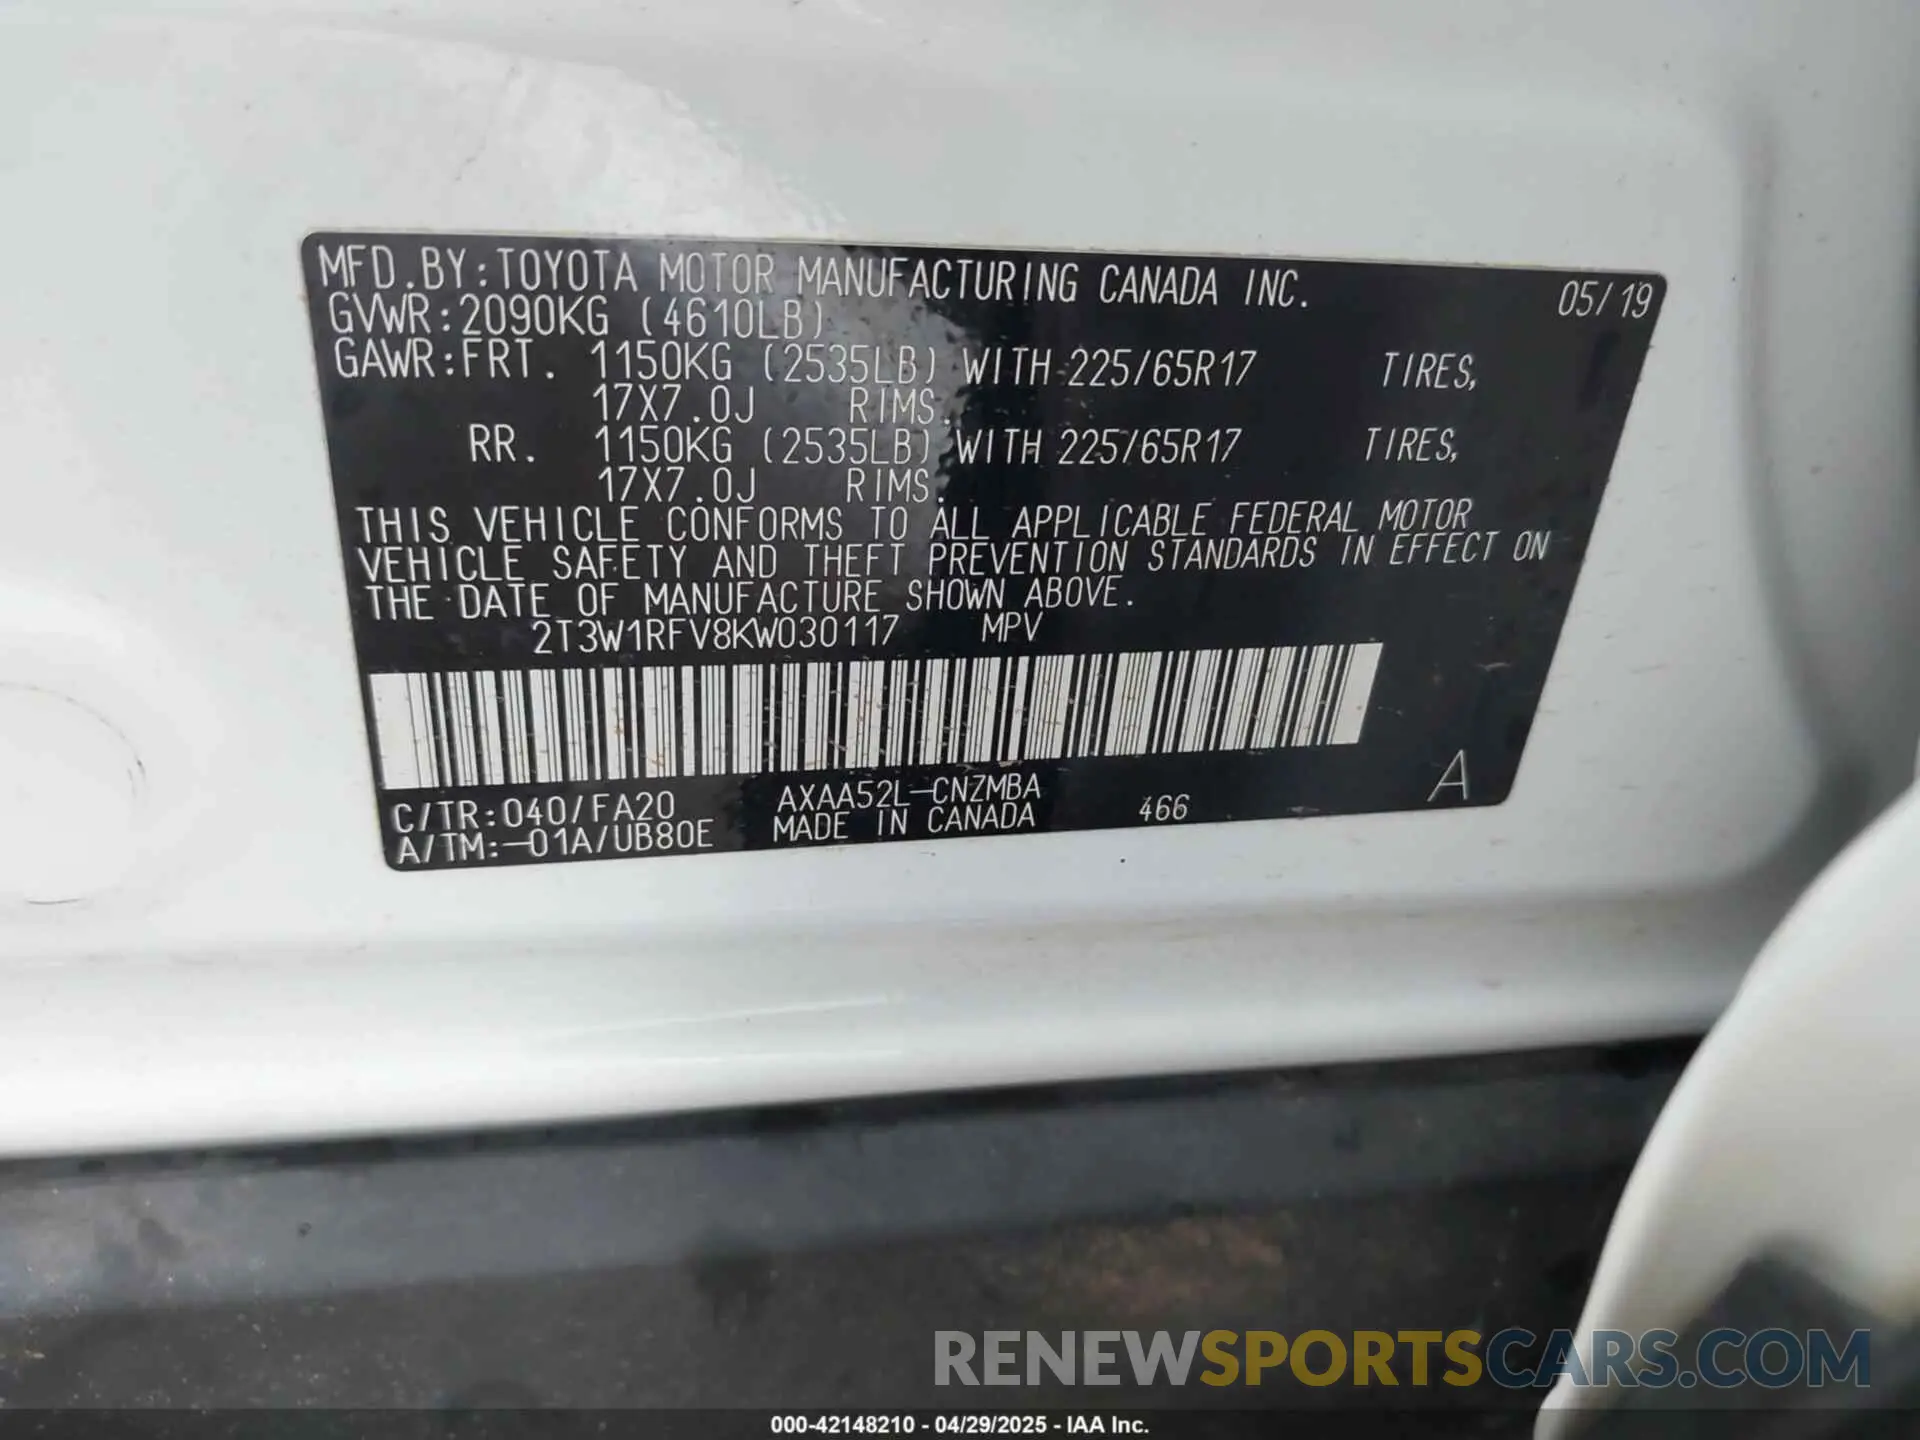 MFD.BY:TOYOTA MOTOR MANUFACTURING CANADA INC. 05/19
GVWR:2090KG (4610LB)
GAWR:FRT. 1150KG (2535LB) WITH 225/65R17 TIRES,
17X7.0J RIMS.
RR. 1150KG (2535LB) WITH 225/65R17 TIRES,
17X7.0J RIMS.
THIS VEHICLE CONFORMS TO ALL APPLICABLE FEDERAL MOTOR
VEHICLE SAFETY AND THEFT PREVENTION STANDARDS IN EFFECT ON
THE DATE OF MANUFACTURE SHOWN ABOVE.
2T3W1RFV8KW030117 MPV
C/TR:040/FA20 AXAA52L-CNZMBA A
A/TM:-01A/UB80E MADE IN CANADA 466
RENEWSPORTSCARS.COM
000-42148210 - 04/29/2025 - IAA Inc.